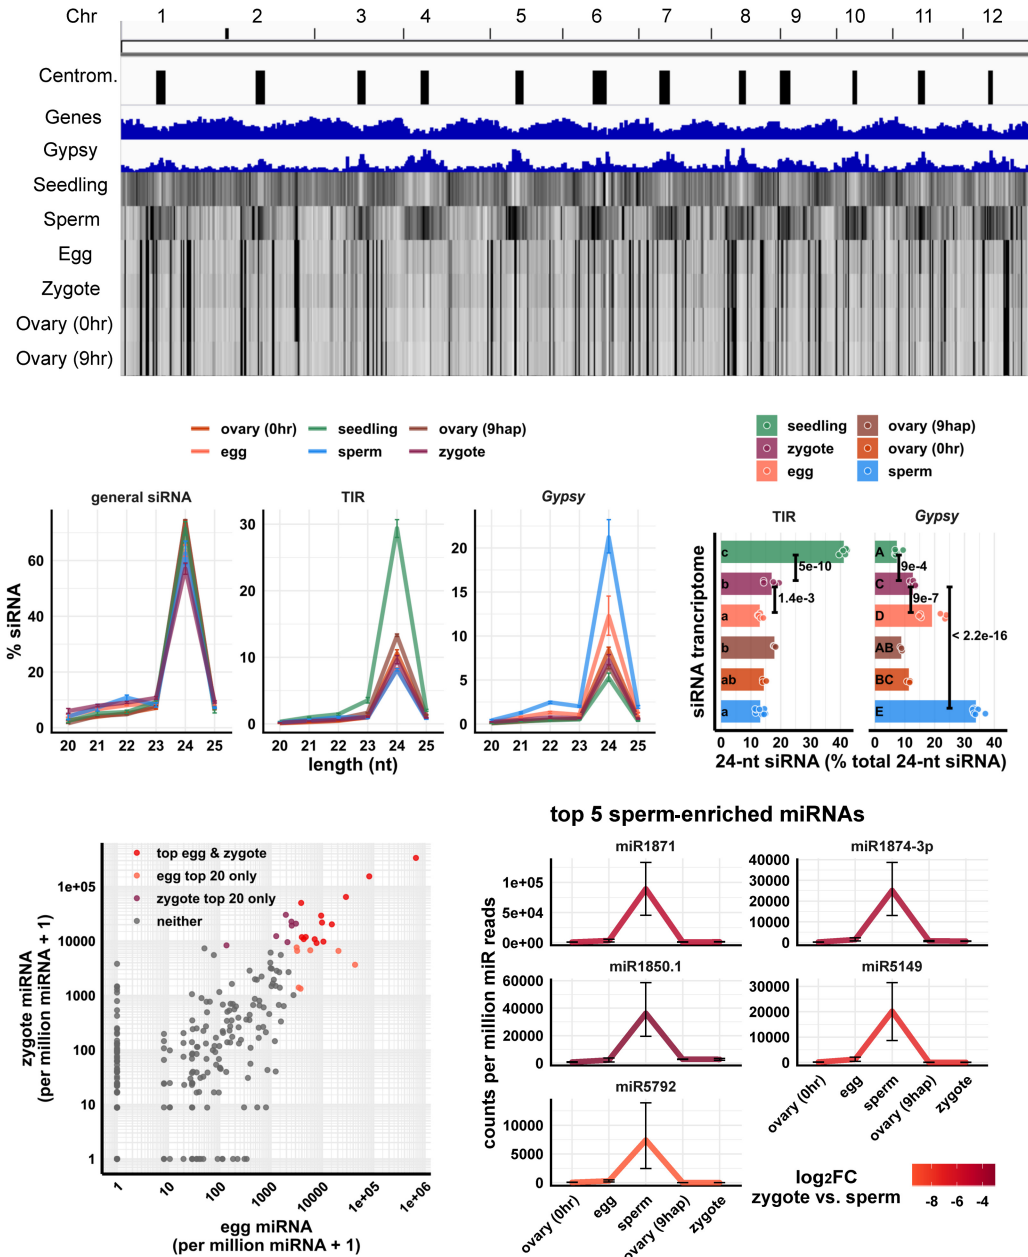 Chr 1 2 3 4 5 6 7 8 9 10 11 12
Centrom.
Genes
Gypsy
Seedling
Sperm
Egg
Zygote
Ovary (0hr)
Ovary (9hr)
ovary (0hr) seedling ovary (9hap)
egg sperm zygote
general siRNA TIR Gypsy
% siRNA
60
40
20
0
30
20
10
0
20
15
10
5
0
20 21 22 23 24 25
20 21 22 23 24 25
20 21 22 23 24 25
length (nt)
seedling ovary (9hap)
zygote ovary (0hr)
egg sperm
TIR Gypsy
siRNA trancriptome
c
b
a
b
ab
a
5e-10
1.4e-3
A
C
D
AB
BC
E
9e-4
9e-7
< 2.2e-16
0 10 20 30 40
0 10 20 30 40
24-nt siRNA (% total 24-nt siRNA)
top egg & zygote
egg top 20 only
zygote top 20 only
neither
zygote miRNA
(per million miRNA + 1)
1e+05
10000
1000
100
10
1
1 10 100 1000 10000 1e+05 1e+06
egg miRNA
(per million miRNA + 1)
top 5 sperm-enriched miRNAs
counts per million miR reads
miR1871
1e+05
5e+04
0e+00
miR1874-3p
40000
30000
20000
10000
0
miR1850.1
60000
40000
20000
0
miR5149
30000
20000
10000
0
ovary (0hr) egg sperm ovary (9hap) zygote
miR5792
10000
5000
0
ovary (0hr) egg sperm ovary (9hap) zygote
log2FC
zygote vs. sperm
-8 -6 -4